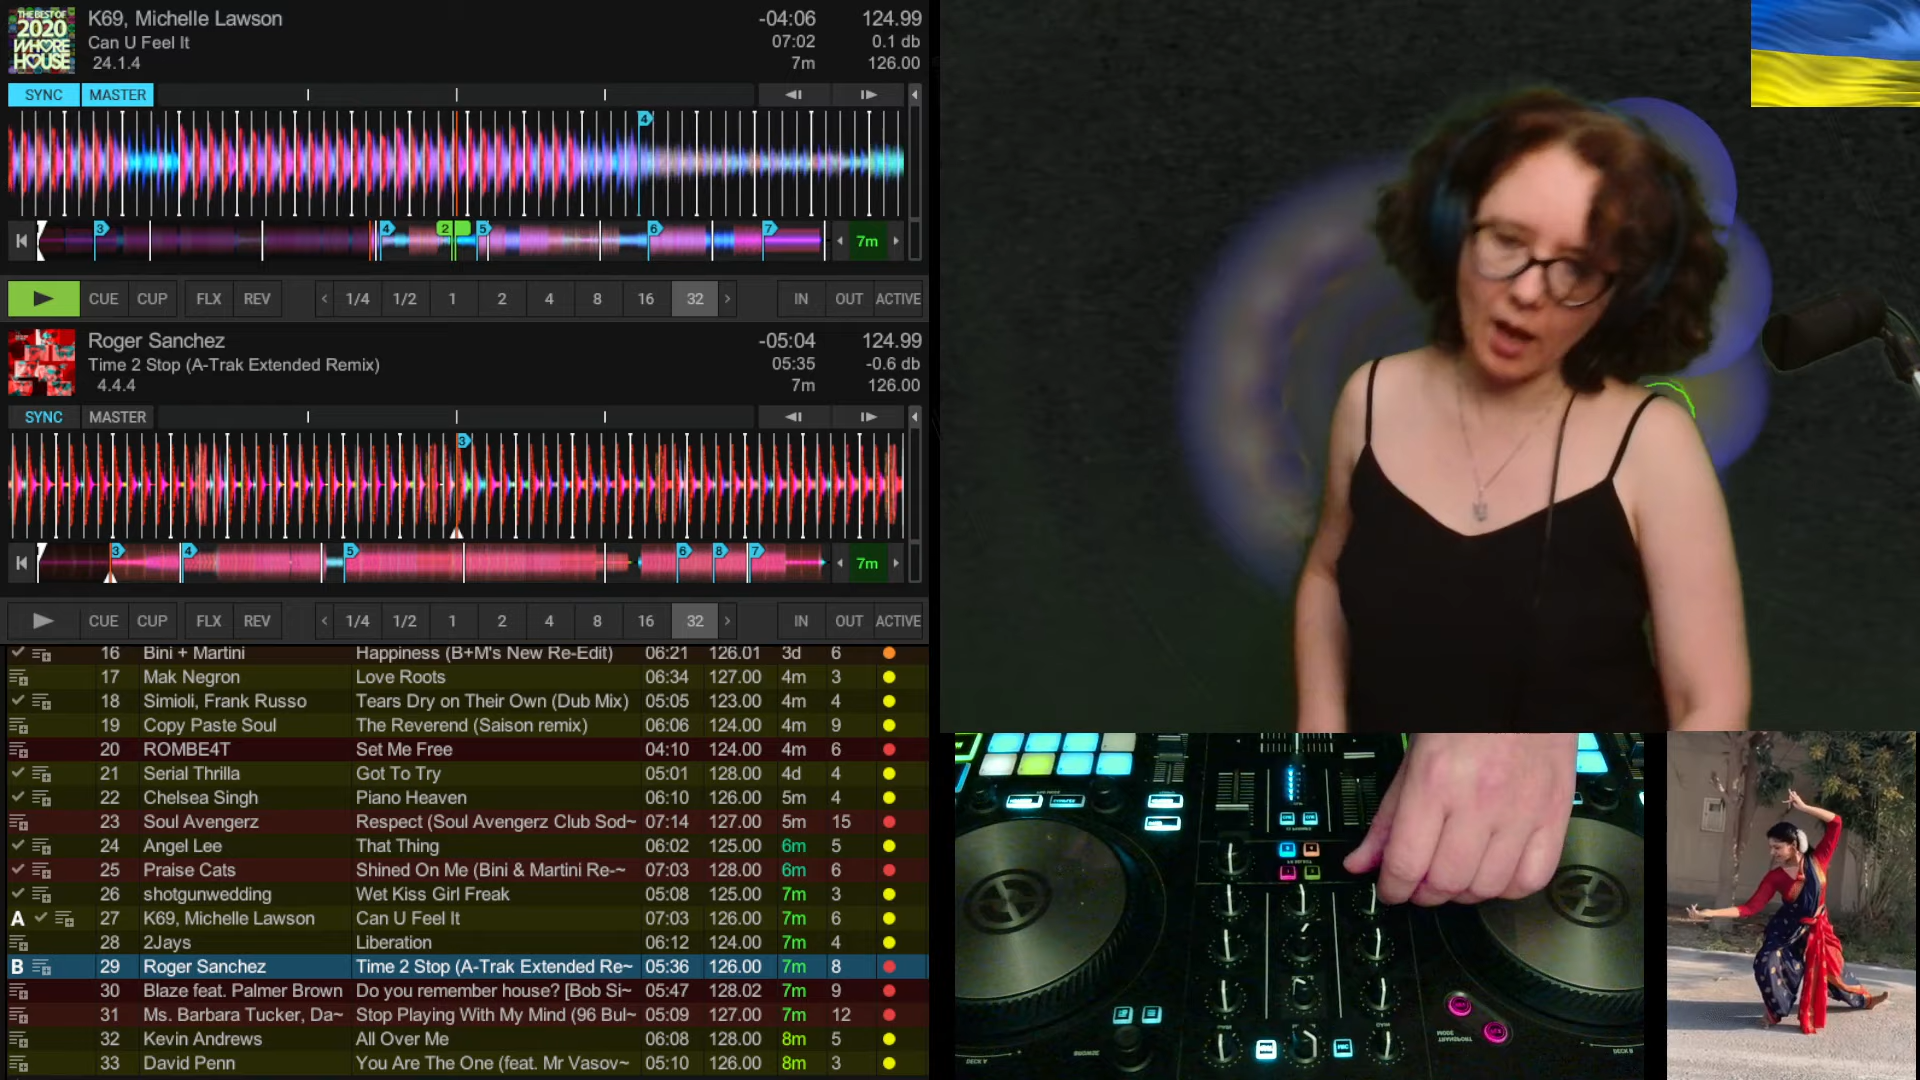 THE BEST OF
2020
WHORE
HOUSE
K69, Michelle Lawson -04:06 124.99
Can U Feel It 07:02 0.1 db
24.1.4 7m 126.00
SYNC MASTER
4
3 4 2 5 6 7 7m
CUE CUP FLX REV 1/4 1/2 1 2 4 8 16 32 IN OUT ACTIVE
Roger Sanchez -05:04 124.99
Time 2 Stop (A-Trak Extended Remix) 05:35 -0.6 db
4.4.4 7m 126.00
SYNC MASTER
3
3 4 5 6 8 7 7m
CUE CUP FLX REV 1/4 1/2 1 2 4 8 16 32 IN OUT ACTIVE
16 Bini + Martini Happiness (B+M's New Re-Edit) 06:21 126.01 3d 6
17 Mak Negron Love Roots 06:34 127.00 4m 3
18 Simioli, Frank Russo Tears Dry on Their Own (Dub Mix) 05:05 123.00 4m 4
19 Copy Paste Soul The Reverend (Saison remix) 06:06 124.00 4m 9
20 ROMBE4T Set Me Free 04:10 124.00 4m 6
21 Serial Thrilla Got To Try 05:01 128.00 4d 4
22 Chelsea Singh Piano Heaven 06:10 126.00 5m 4
23 Soul Avengerz Respect (Soul Avengerz Club Sod~ 07:14 127.00 5m 15
24 Angel Lee That Thing 06:02 125.00 6m 5
25 Praise Cats Shined On Me (Bini & Martini Re-~ 07:03 128.00 6m 6
26 shotgunwedding Wet Kiss Girl Freak 05:08 125.00 7m 3
A 27 K69, Michelle Lawson Can U Feel It 07:03 126.00 7m 6
28 2Jays Liberation 06:12 124.00 7m 4
B 29 Roger Sanchez Time 2 Stop (A-Trak Extended Re~ 05:36 126.00 7m 8
30 Blaze feat. Palmer Brown Do you remember house? [Bob Si~ 05:47 128.02 7m 9
31 Ms. Barbara Tucker, Da~ Stop Playing With My Mind (96 Bul~ 05:09 127.00 7m 12
32 Kevin Andrews All Over Me 06:08 128.00 8m 5
33 David Penn You Are The One (feat. Mr Vasov~ 05:10 126.00 8m 3
DECK A
DECK B